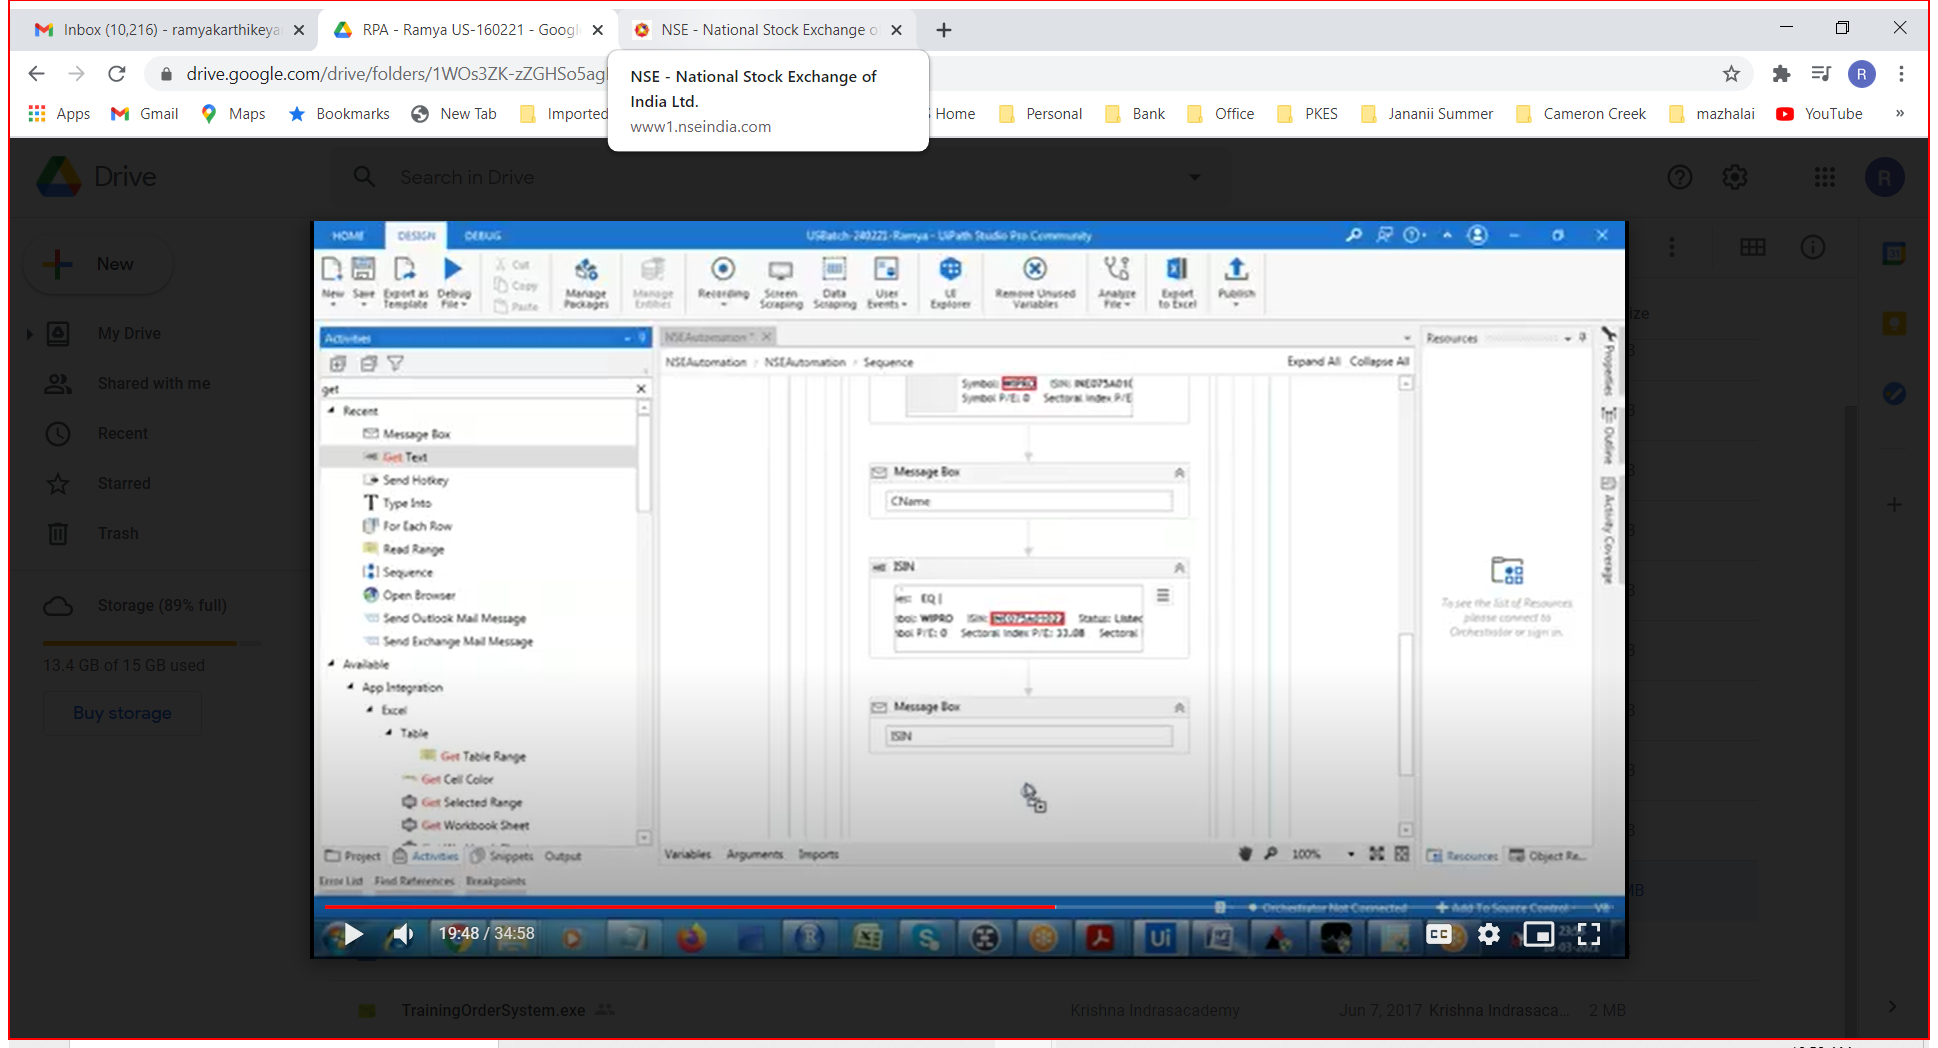 Inbox (10,216) - ramyakarthikeya
RPA - Ramya US-160221 - Googl
NSE - National Stock Exchange o
drive.google.com/drive/folders/1WOs3ZK-zZGHSo5ag
R
NSE - National Stock Exchange of
India Ltd.
www1.nseindia.com
Apps
Gmail
Maps
Bookmarks
New Tab
Imported
Home
Personal
Bank
Office
PKES
Jananii Summer
Cameron Creek
mazhalai
YouTube
»
Drive
Search in Drive
R
New
My Drive
Shared with me
Recent
Starred
Trash
Storage (89% full)
13.4 GB of 15 GB used
Buy storage
HOME
DESIGN
DEBUG
USBatch-240221-Ramya - UiPath Studio Pro Community
New
Save
Export as
Template
Debug
File
Cut
Copy
Paste
Manage
Packages
Manage
Entities
Recording
Screen
Scraping
Data
Scraping
User
Events
UI
Explorer
Remove Unused
Variables
Analyze
File
Export
to Excel
Publish
Activities
get
Recent
Message Box
Get Text
Send Hotkey
Type Into
For Each Row
Read Range
Sequence
Open Browser
Send Outlook Mail Message
Send Exchange Mail Message
Available
App Integration
Excel
Table
Get Table Range
Get Cell Color
Get Selected Range
Get Workbook Sheet
Project
Activities
Snippets
Output
Error List
Find References
Breakpoints
NSEAutomation *
NSEAutomation
NSEAutomation
Sequence
Expand All
Collapse All
Symbol: WIPRO ISIN: INE075A010
Symbol P/E: 0 Sectoral Index P/E
Message Box
CName
ISIN
EQ |
WIPRO ISIN: INE075A01022 Status: Listed
P/E: 0 Sectoral Index P/E: 33.08 Sectoral
Message Box
ISIN
Variables
Arguments
Imports
100%
Resources
To see the list of Resources
please connect to
Orchestrator or sign in.
Resources
Object Re...
Properties
Outline
Activity Coverage
Orchestrator Not Connected
Add To Source Control
19:48 / 34:58
CC
TrainingOrderSystem.exe
Krishna Indrasacademy
Jun 7, 2017 Krishna Indrasaca...
2 MB